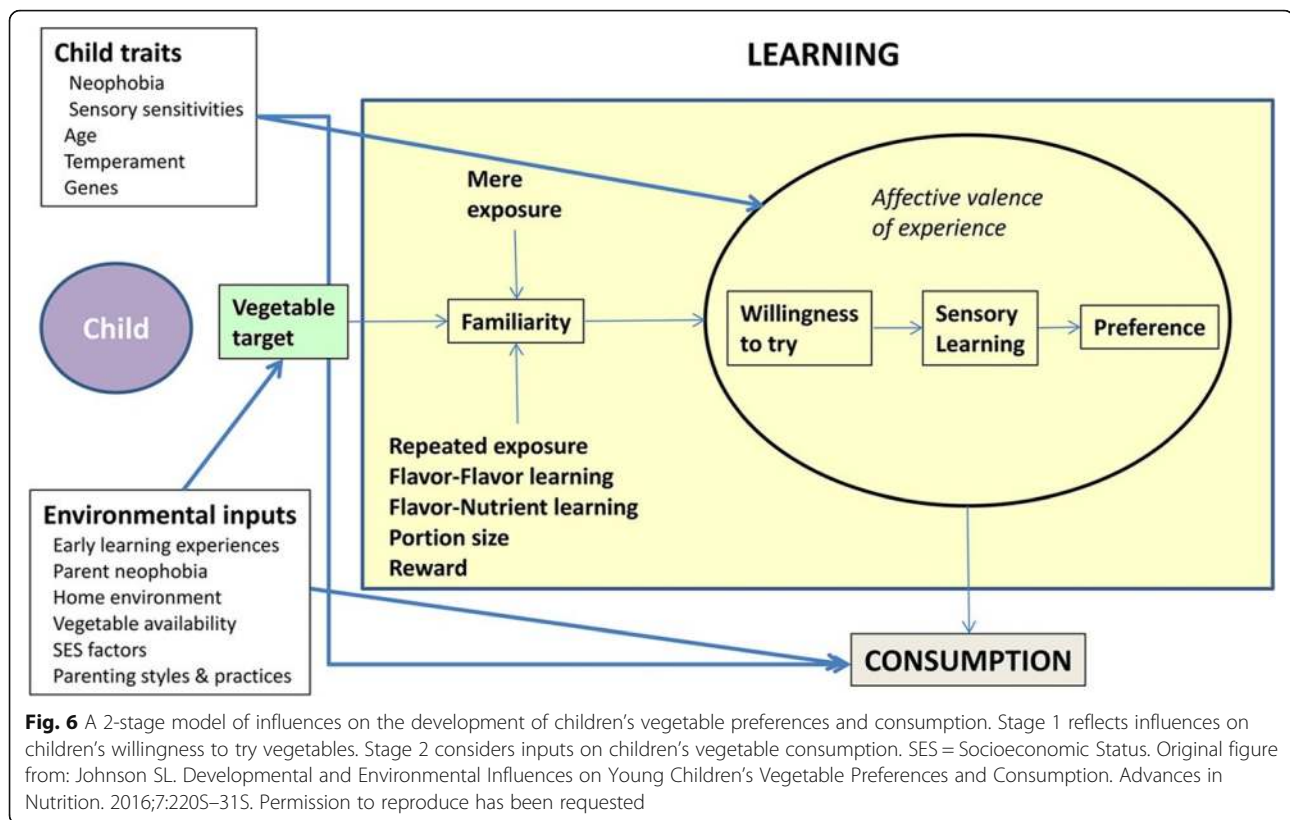 Child traits
Neophobia
Sensory sensitivities
Age
Temperament
Genes
LEARNING
Mere
exposure
Affective valence
of experience
Child
Vegetable
target
Familiarity
Willingness
to try
Sensory
Learning
Preference
Repeated exposure
Flavor-Flavor learning
Flavor-Nutrient learning
Portion size
Reward
Environmental inputs
Early learning experiences
Parent neophobia
Home environment
Vegetable availability
SES factors
Parenting styles & practices
CONSUMPTION
Fig. 6 A 2-stage model of influences on the development of children's vegetable preferences and consumption. Stage 1 reflects influences on
children's willingness to try vegetables. Stage 2 considers inputs on children's vegetable consumption. SES = Socioeconomic Status. Original figure
from: Johnson SL. Developmental and Environmental Influences on Young Children's Vegetable Preferences and Consumption. Advances in
Nutrition. 2016;7:220S–31S. Permission to reproduce has been requested